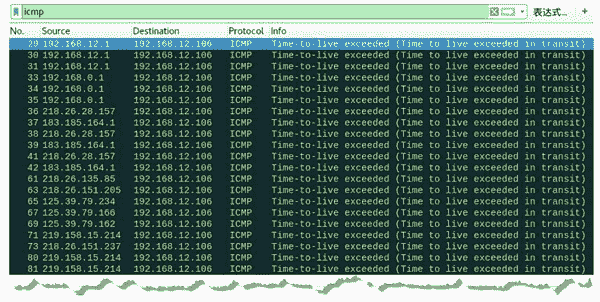 icmp 表达式… +
No. Source Destination Protocol Info
29 192.168.12.1 192.168.12.106 ICMP Time-to-live exceeded (Time to live exceeded in transit)
30 192.168.12.1 192.168.12.106 ICMP Time-to-live exceeded (Time to live exceeded in transit)
31 192.168.12.1 192.168.12.106 ICMP Time-to-live exceeded (Time to live exceeded in transit)
33 192.168.0.1 192.168.12.106 ICMP Time-to-live exceeded (Time to live exceeded in transit)
34 192.168.0.1 192.168.12.106 ICMP Time-to-live exceeded (Time to live exceeded in transit)
35 192.168.0.1 192.168.12.106 ICMP Time-to-live exceeded (Time to live exceeded in transit)
36 218.26.28.157 192.168.12.106 ICMP Time-to-live exceeded (Time to live exceeded in transit)
37 183.185.164.1 192.168.12.106 ICMP Time-to-live exceeded (Time to live exceeded in transit)
38 218.26.28.157 192.168.12.106 ICMP Time-to-live exceeded (Time to live exceeded in transit)
39 183.185.164.1 192.168.12.106 ICMP Time-to-live exceeded (Time to live exceeded in transit)
41 218.26.28.157 192.168.12.106 ICMP Time-to-live exceeded (Time to live exceeded in transit)
42 183.185.164.1 192.168.12.106 ICMP Time-to-live exceeded (Time to live exceeded in transit)
61 218.26.135.85 192.168.12.106 ICMP Time-to-live exceeded (Time to live exceeded in transit)
63 218.26.151.205 192.168.12.106 ICMP Time-to-live exceeded (Time to live exceeded in transit)
65 125.39.79.234 192.168.12.106 ICMP Time-to-live exceeded (Time to live exceeded in transit)
67 125.39.79.166 192.168.12.106 ICMP Time-to-live exceeded (Time to live exceeded in transit)
69 125.39.79.162 192.168.12.106 ICMP Time-to-live exceeded (Time to live exceeded in transit)
71 219.158.15.214 192.168.12.106 ICMP Time-to-live exceeded (Time to live exceeded in transit)
73 218.26.151.237 192.168.12.106 ICMP Time-to-live exceeded (Time to live exceeded in transit)
80 219.158.15.214 192.168.12.106 ICMP Time-to-live exceeded (Time to live exceeded in transit)
81 219.158.15.214 192.168.12.106 ICMP Time-to-live exceeded (Time to live exceeded in transit)